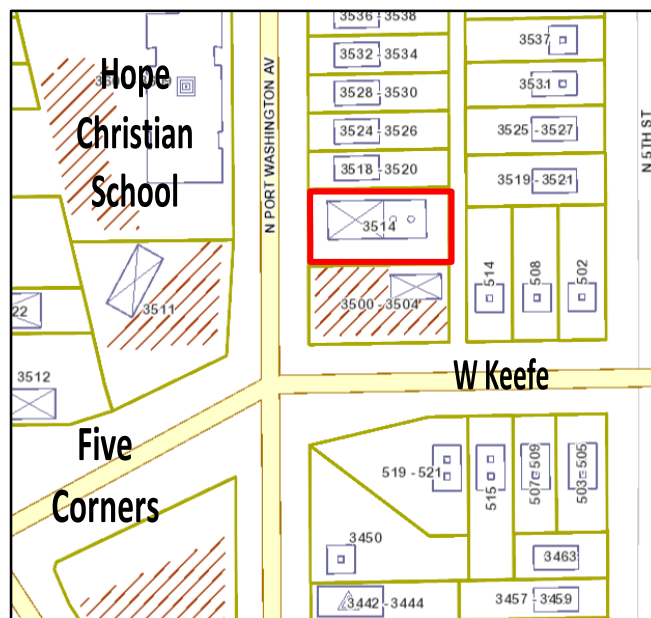 3536 - 3538
3537
3532 - 3534
Hope
Christian
School
3531
3528 - 3530
3524 - 3526
3525 - 3527
3518 - 3520
3519 - 3521
N PORT WASHINGTON AV
N 5TH ST
3514
514
508
502
3511
3500 - 3504
22
3512
W Keefe
Five
Corners
519 - 521
515
507 - 509
503 - 505
3450
3463
3442 - 3444
3457 - 3459